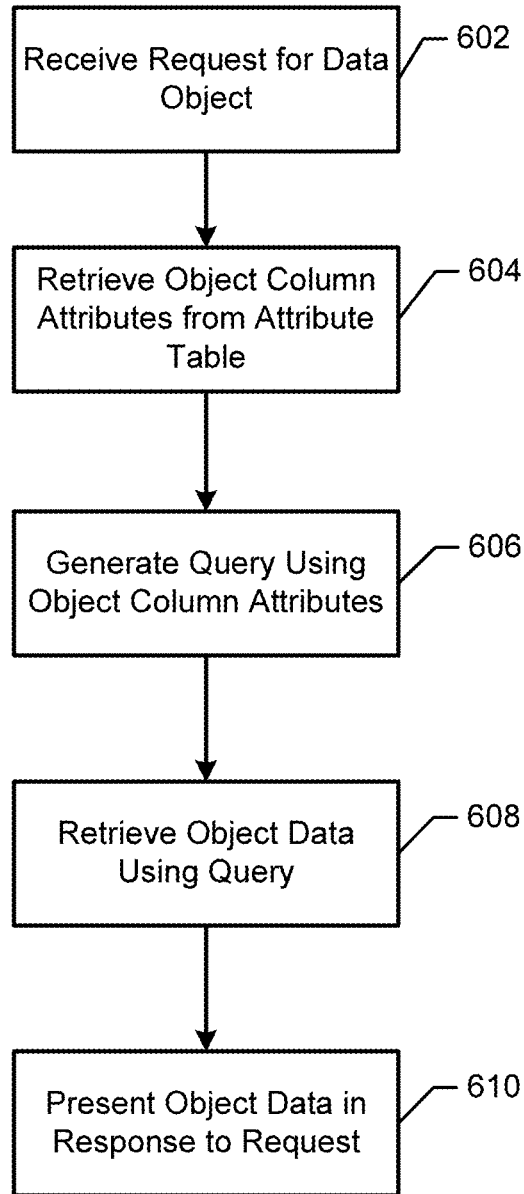 Receive Request for Data
Object
602
Retrieve Object Column
Attributes from Attribute
Table
604
Generate Query Using
Object Column Attributes
606
Retrieve Object Data
Using Query
608
Present Object Data in
Response to Request
610